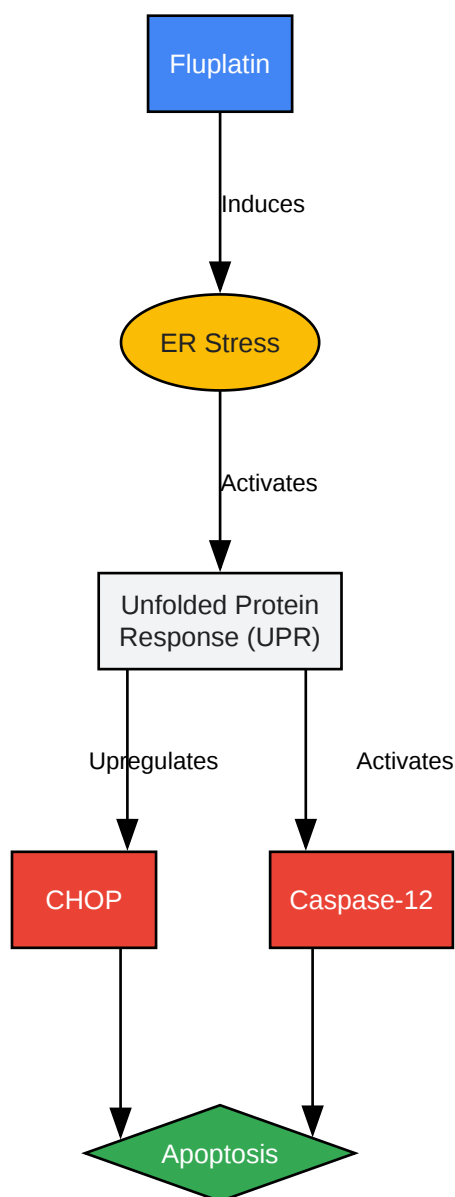 Fluplatin
Induces
ER Stress
Activates
Unfolded Protein
Response (UPR)
Upregulates
Activates
CHOP
Caspase-12
Apoptosis